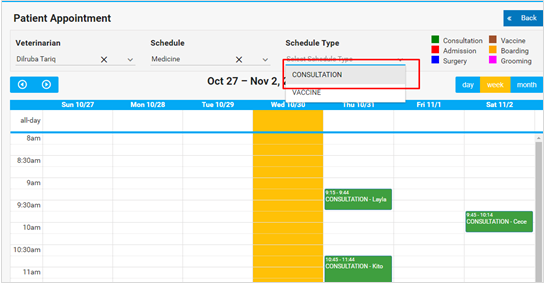 Patient Appointment
« Back
Veterinarian
Schedule
Schedule Type
Dilruba Tariq
Medicine
Select Schedule Type
Consultation
Vaccine
Admission
Boarding
Surgery
Grooming
CONSULTATION
VACCINE
Oct 27 – Nov 2, 2
day week month
Sun 10/27 Mon 10/28 Tue 10/29 Wed 10/30 Thu 10/31 Fri 11/1 Sat 11/2
all-day
8am
8:30am
9am
9:15 - 9:44
CONSULTATION - Layla
9:30am
9:45 - 10:14
CONSULTATION - Cece
10am
10:30am
10:45 - 11:44
CONSULTATION - Kito
11am